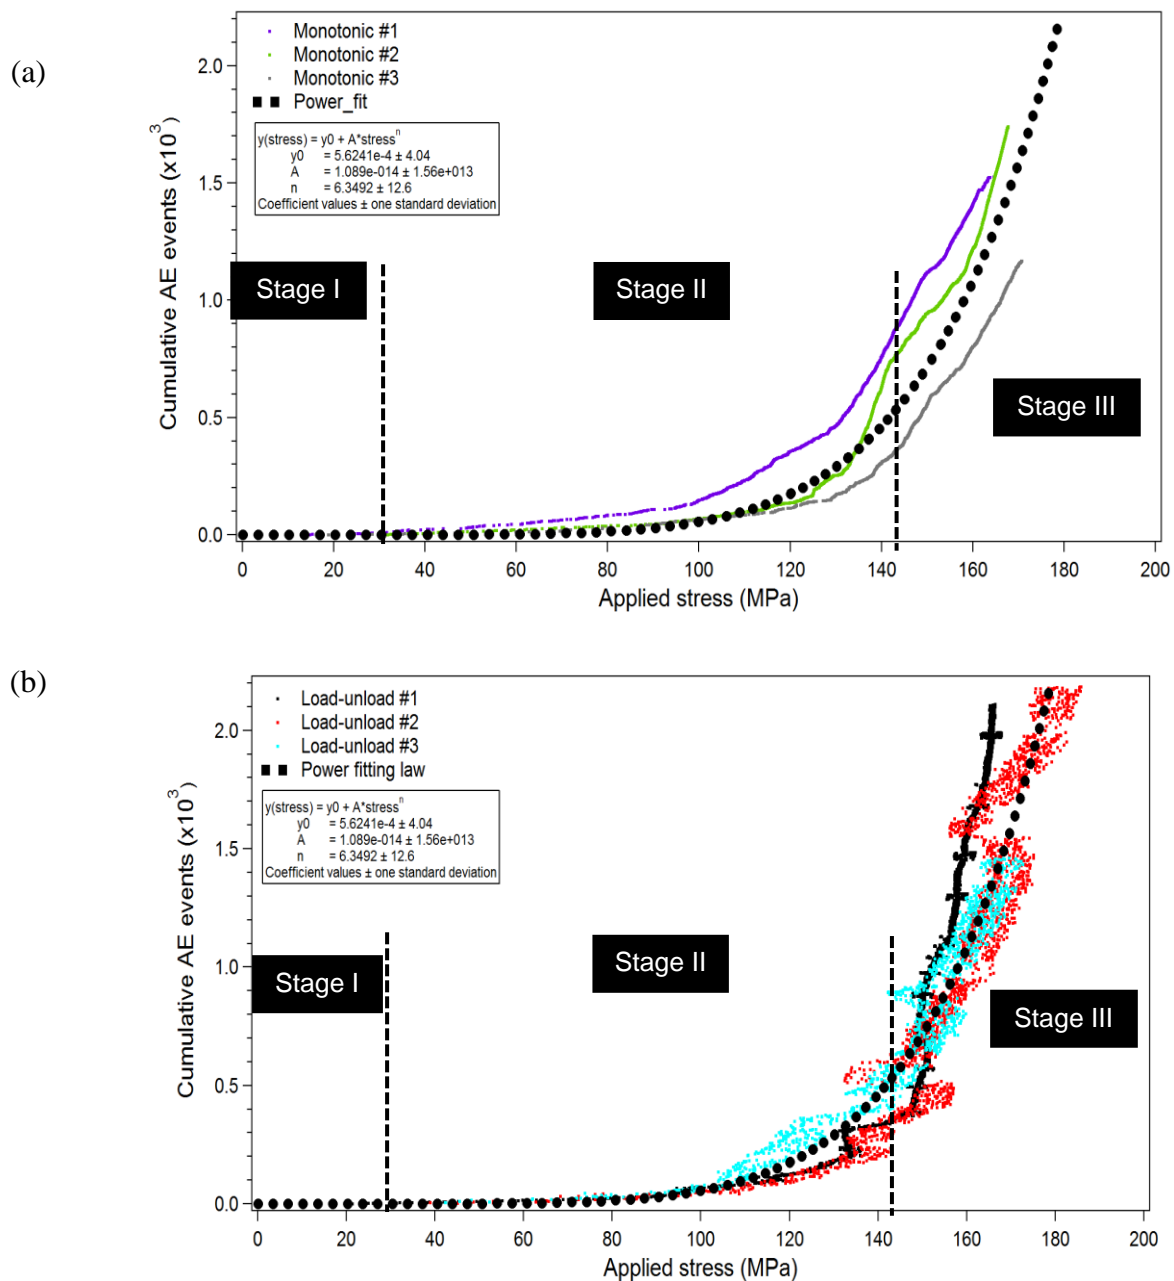 (a)
Monotonic #1
Monotonic #2
Monotonic #3
Power_fit
y(stress) = y0 + A*stress^n
y0 = 5.6241e-4 ± 4.04
A = 1.089e-014 ± 1.56e+013
n = 6.3492 ± 12.6
Coefficient values ± one standard deviation
Stage I
Stage II
Stage III
Cumulative AE events (x10^3)
2.0
1.5
1.0
0.5
0.0
0 20 40 60 80 100 120 140 160 180 200
Applied stress (MPa)
(b)
Load-unload #1
Load-unload #2
Load-unload #3
Power fitting law
y(stress) = y0 + A*stress^n
y0 = 5.6241e-4 ± 4.04
A = 1.089e-014 ± 1.56e+013
n = 6.3492 ± 12.6
Coefficient values ± one standard deviation
Stage I
Stage II
Stage III
Cumulative AE events (x10^3)
2.0
1.5
1.0
0.5
0.0
0 20 40 60 80 100 120 140 160 180 200
Applied stress (MPa)